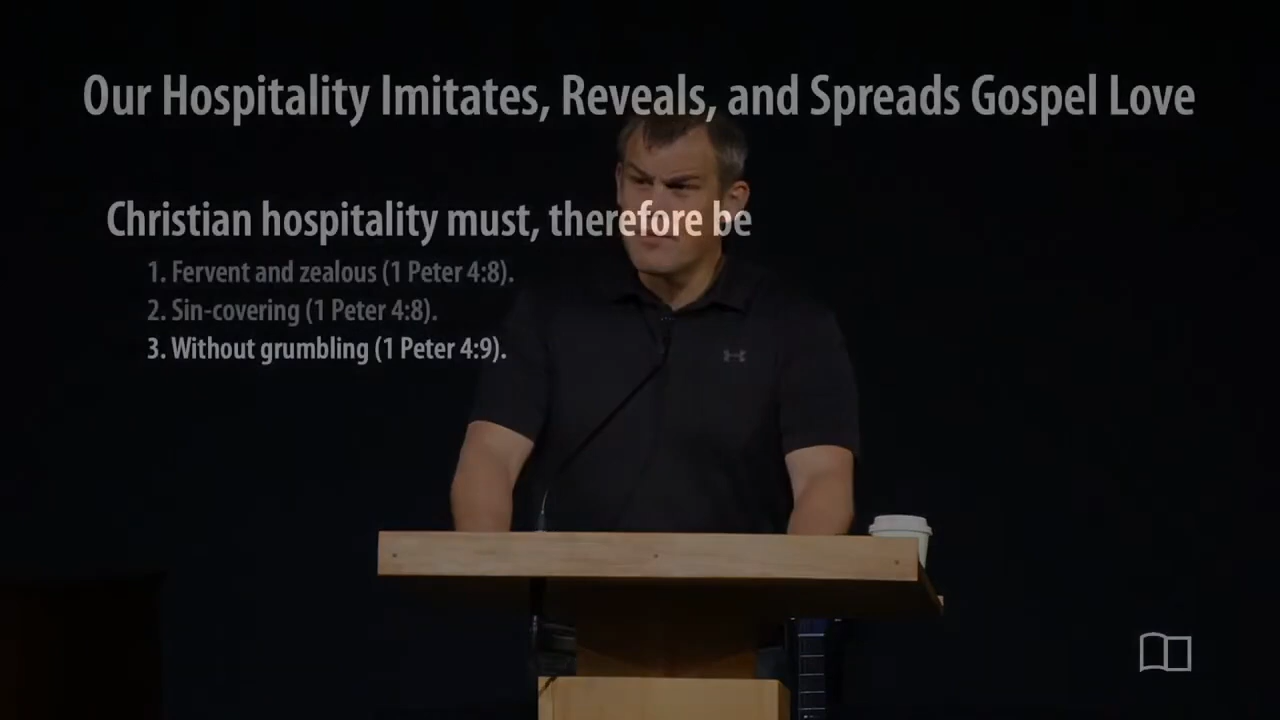 Our Hospitality Imitates, Reveals, and Spreads Gospel Love
Christian hospitality must, therefore be
1. Fervent and zealous (1 Peter 4:8).
2. Sin-covering (1 Peter 4:8).
3. Without grumbling (1 Peter 4:9).